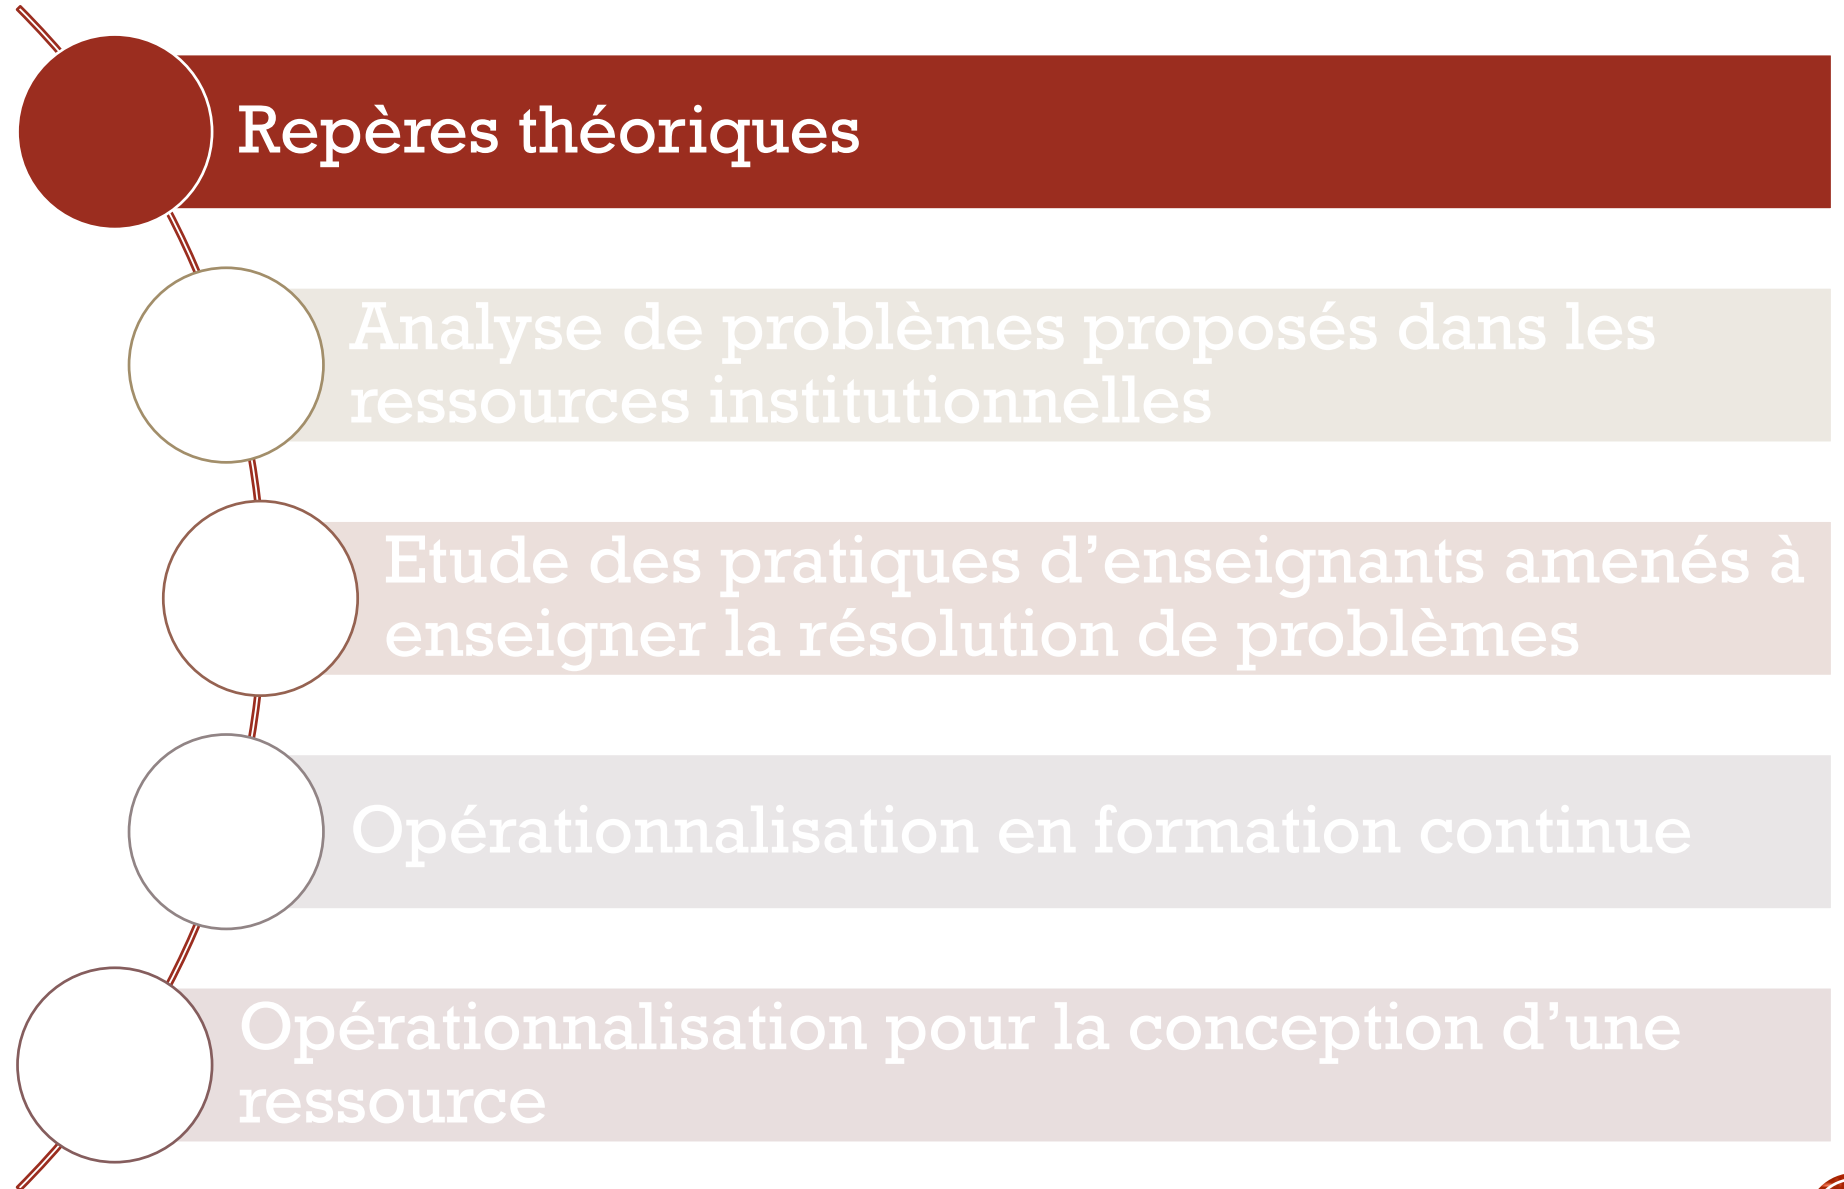 Repères théoriques
Analyse de problèmes proposés dans les
ressources institutionnelles
Etude des pratiques d’enseignants amenés à
enseigner la résolution de problèmes
Opérationnalisation en formation continue
Opérationnalisation pour la conception d’une
ressource